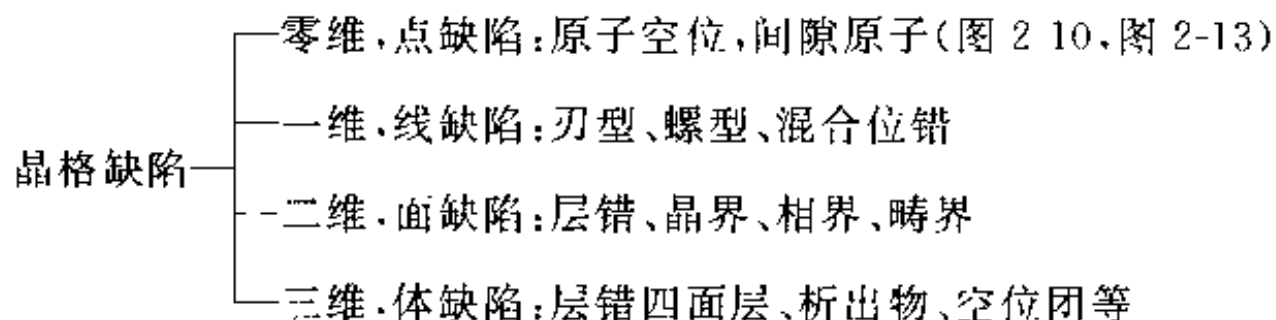 零维,点缺陷:原子空位,间隙原子(图 2 10,图 2-13)
一维,线缺陷:刃型、螺型、混合位错
晶格缺陷
二维,面缺陷:层错、晶界、相界、畴界
三维,体缺陷:层错四面层、析出物、空位团等